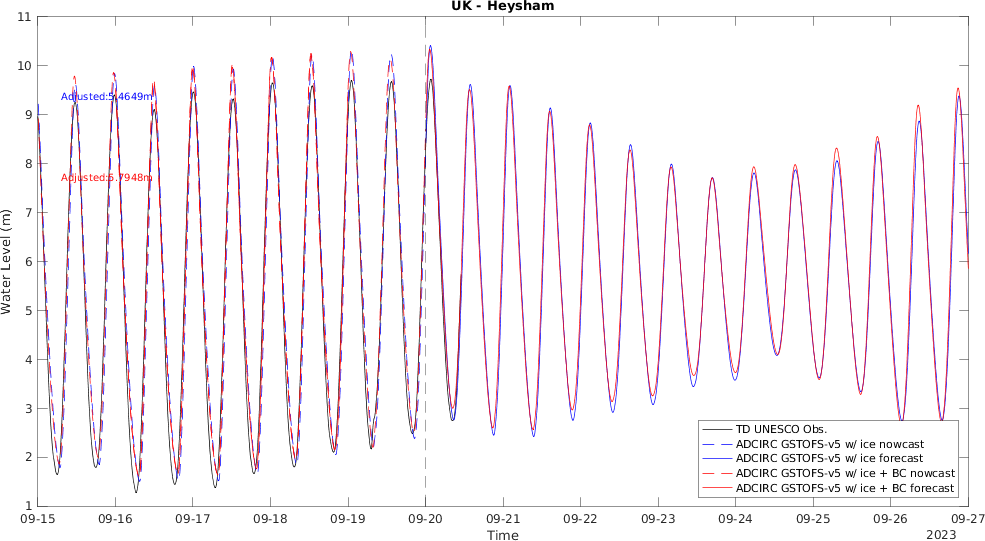 UK - Heysham
11
10
9
8
7
6
5
4
3
2
1
Water Level (m)
Adjusted:5.4649m
Adjusted:5.7948m
TD UNESCO Obs.
ADCIRC GSTOFS-v5 w/ ice nowcast
ADCIRC GSTOFS-v5 w/ ice forecast
ADCIRC GSTOFS-v5 w/ ice + BC nowcast
ADCIRC GSTOFS-v5 w/ ice + BC forecast
09-15 09-16 09-17 09-18 09-19 09-20 09-21 09-22 09-23 09-24 09-25 09-26 09-27
Time
2023